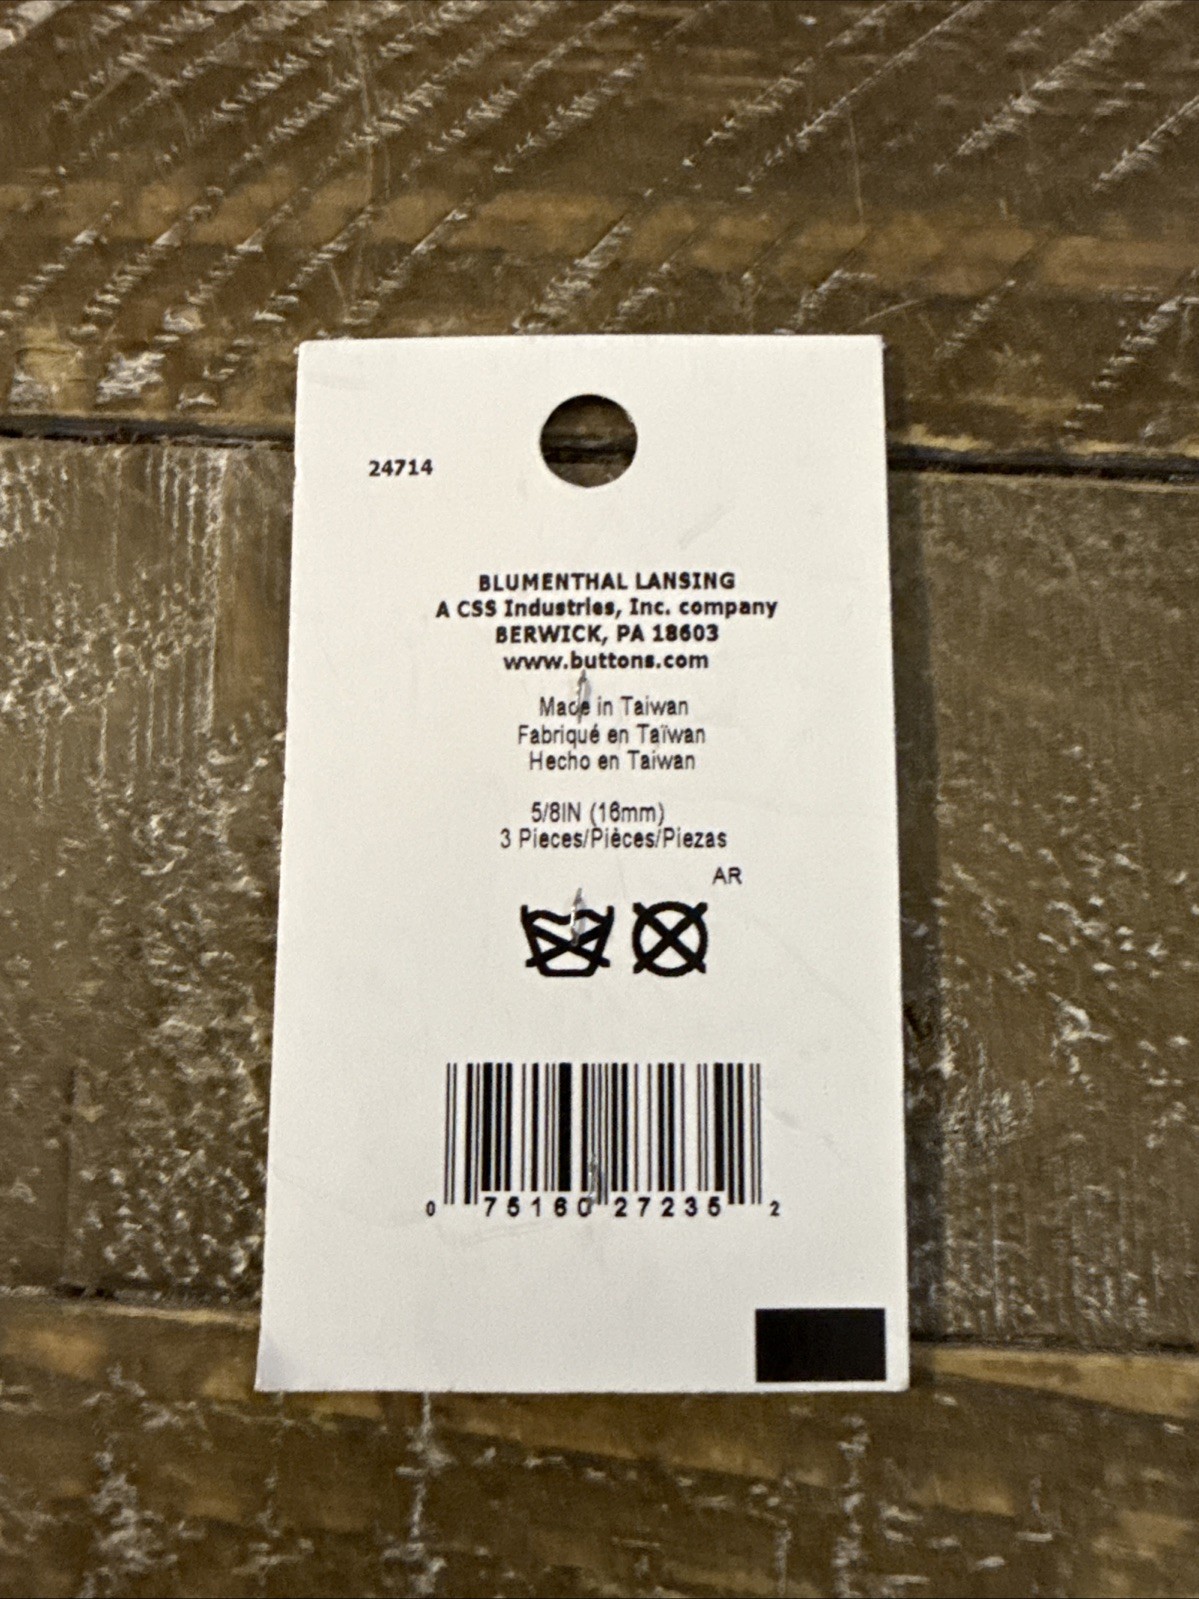 24714
BLUMENTHAL LANSING
A CSS Industries, Inc. company
BERWICK, PA 18603
www.buttons.com
Made in Taiwan
Fabriqué en Taïwan
Hecho en Taiwan
5/8IN (16mm)
3 Pieces/Pièces/Piezas
AR
0 75160 27235 2